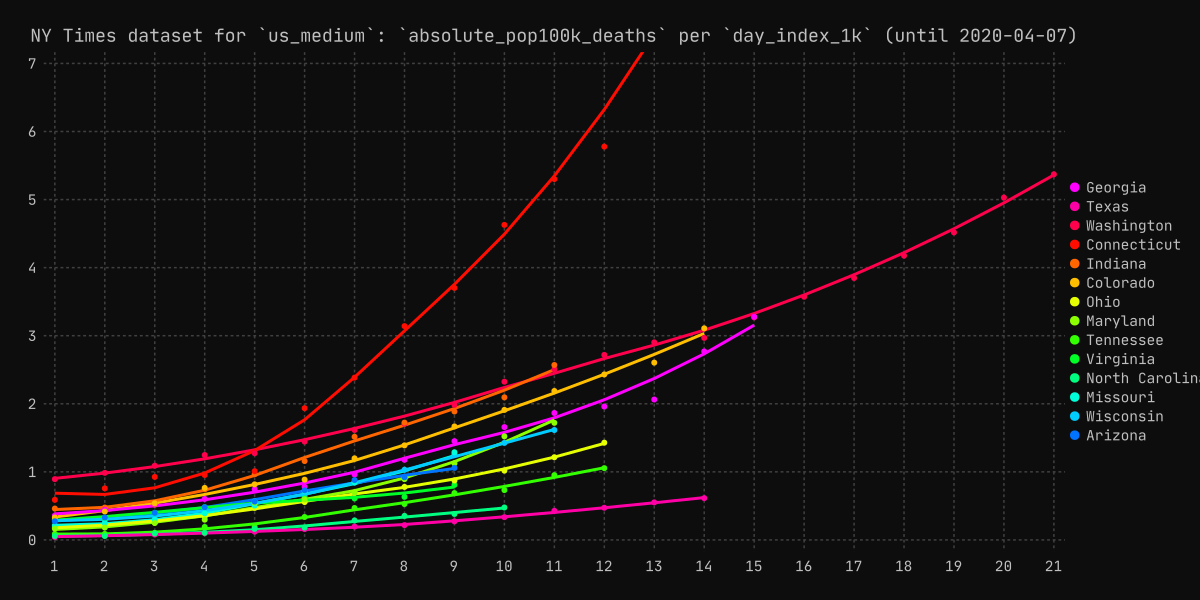 NY Times dataset for `us_medium`: `absolute_pop100k_deaths` per `day_index_1k` (until 2020-04-07)
7
6
5
4
3
2
1
0
1 2 3 4 5 6 7 8 9 10 11 12 13 14 15 16 17 18 19 20 21
Georgia
Texas
Washington
Connecticut
Indiana
Colorado
Ohio
Maryland
Tennessee
Virginia
North Carolin
Missouri
Wisconsin
Arizona